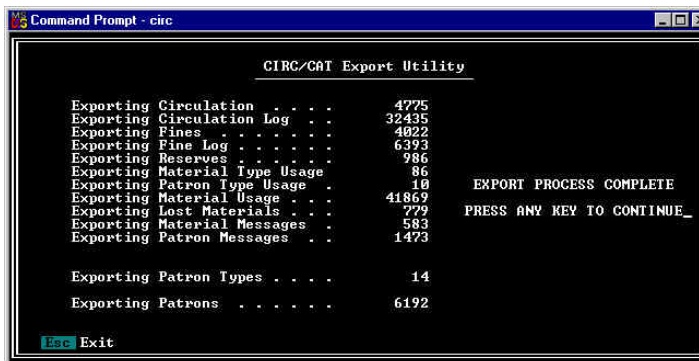 Command Prompt - circ
CIRC/CAT Export Utility
Exporting Circulation . . . . 4775
Exporting Circulation Log . . 32435
Exporting Fines . . . . . . . 4022
Exporting Fine Log . . . . . . 6393
Exporting Reserves . . . . . . 986
Exporting Material Type Usage 86
Exporting Patron Type Usage . 10 EXPORT PROCESS COMPLETE
Exporting Material Usage . . . 41869
Exporting Lost Materials . . . 779 PRESS ANY KEY TO CONTINUE_
Exporting Material Messages . 583
Exporting Patron Messages . . 1473
Exporting Patron Types . . . . 14
Exporting Patrons . . . . . . 6192
Esc Exit